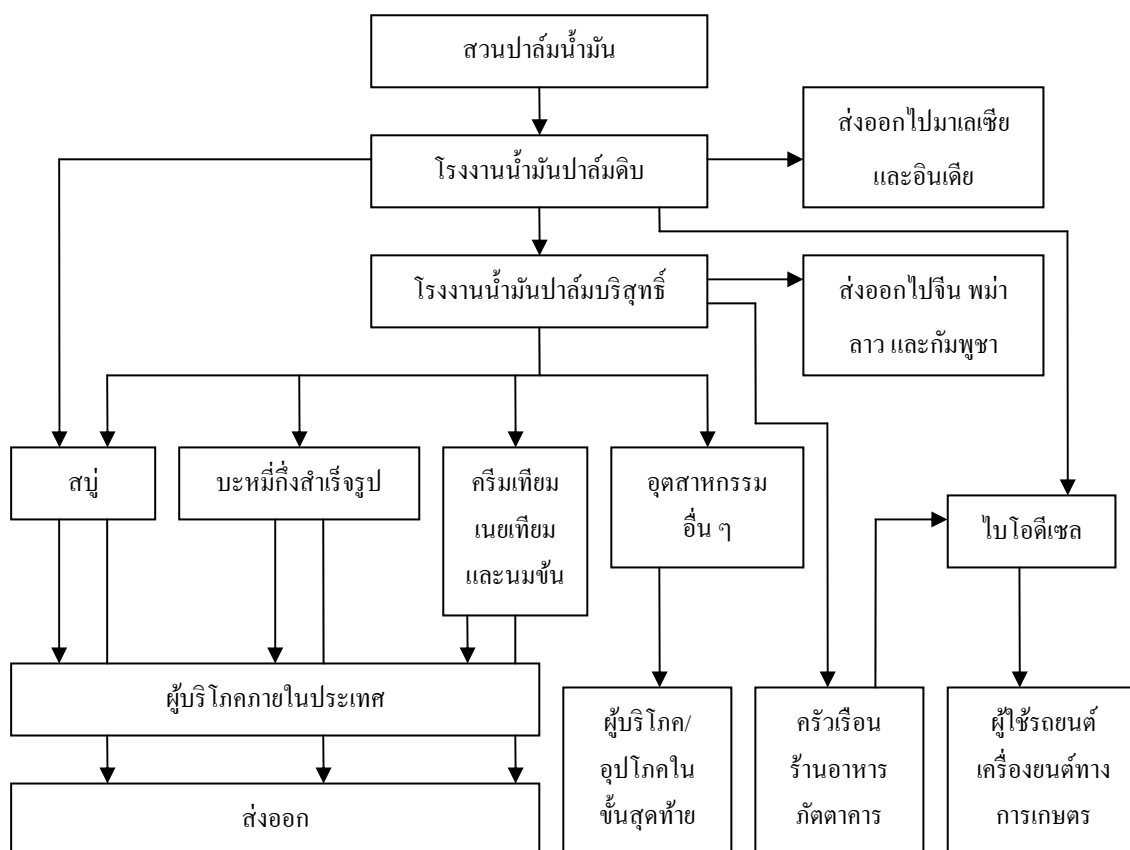 สวนปาล์มน้ำมัน
ส่งออกไปมาเลเซีย
และอินเดีย
โรงงานน้ำมันปาล์มดิบ
โรงงานน้ำมันปาล์มบริสุทธิ์
ส่งออกไปจีน พม่า
ลาว และกัมพูชา
สบู่
บะหมี่กึ่งสำเร็จรูป
ครีมเทียม
เนยเทียม
และนมข้น
อุตสาหกรรม
อื่น ๆ
ไบโอดีเซล
ผู้บริโภคภายในประเทศ
ส่งออก
ผู้บริโภค/
อุปโภคใน
ขั้นสุดท้าย
ครัวเรือน
ร้านอาหาร
ภัตตาคาร
ผู้ใช้รถยนต์
เครื่องยนต์ทาง
การเกษตร